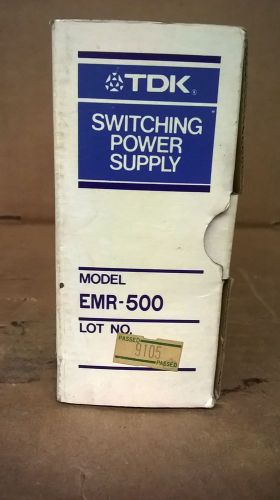 TDK®
SWITCHING
POWER
SUPPLY
MODEL
EMR-500
LOT NO.
PASSED
9105
PASSED